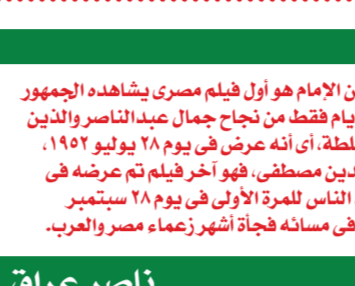 ن الإمام هو أول فيلم مصرى يشاهده الجمهور
يام فقط من نجاح جمال عبدالناصر والذين
لطة، أى أنه عرض فى يوم ٢٨ يوليو ١٩٥٢،
دين مصطفى، فهو آخر فيلم تم عرضه فى
الناس للمرة الأولى فى يوم ٢٨ سبتمبر
فى مسائه فجأة أشهر زعماء مصر والعرب.
ناصر عراق